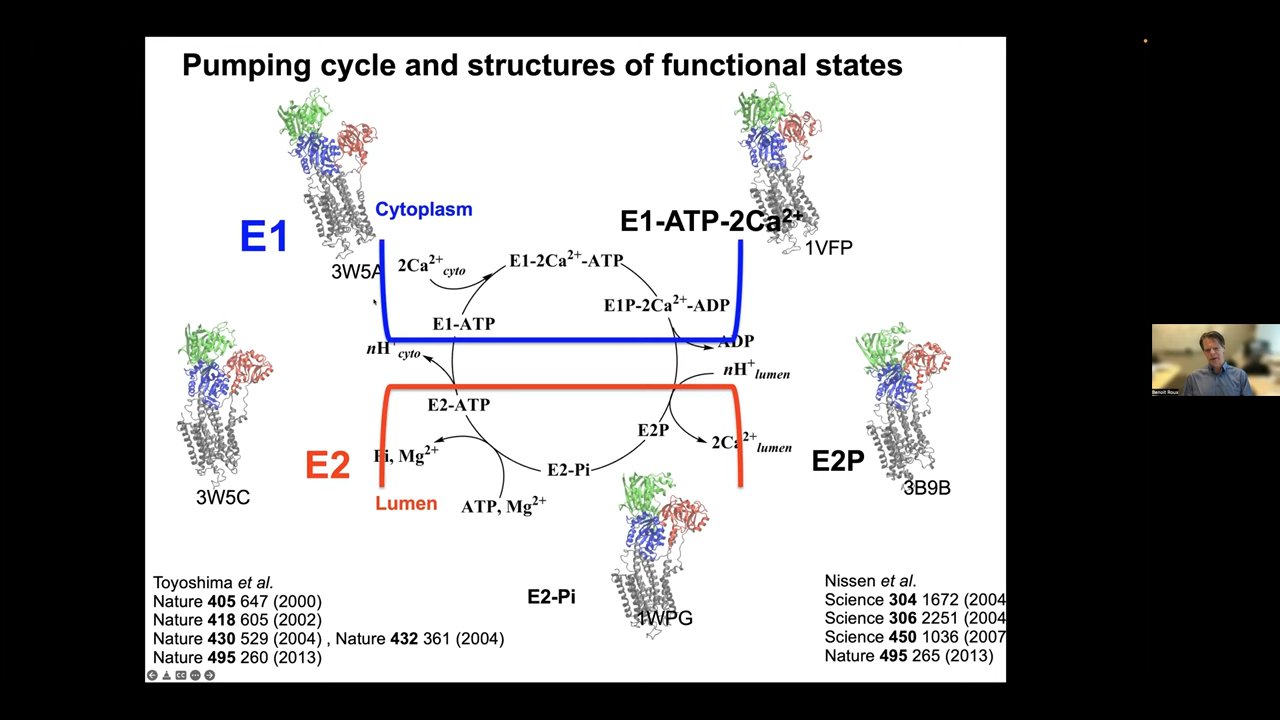 Pumping cycle and structures of functional states
Cytoplasm
E1
E1-ATP-2Ca²⁺
1VFP
3W5A
2Ca²⁺cyto
E1-2Ca²⁺-ATP
E1P-2Ca²⁺-ADP
E1-ATP
ADP
nH⁺cyto
nH⁺lumen
E2-ATP
E2P
2Ca²⁺lumen
Pi, Mg²⁺
E2
E2P
E2-Pi
3W5C
3B9B
Lumen
ATP, Mg²⁺
E2-Pi
1WPG
Toyoshima et al.
Nature 405 647 (2000)
Nature 418 605 (2002)
Nature 430 529 (2004) , Nature 432 361 (2004)
Nature 495 260 (2013)
Nissen et al.
Science 304 1672 (2004
Science 306 2251 (2004
Science 450 1036 (2007
Nature 495 265 (2013)
Benoit Roux